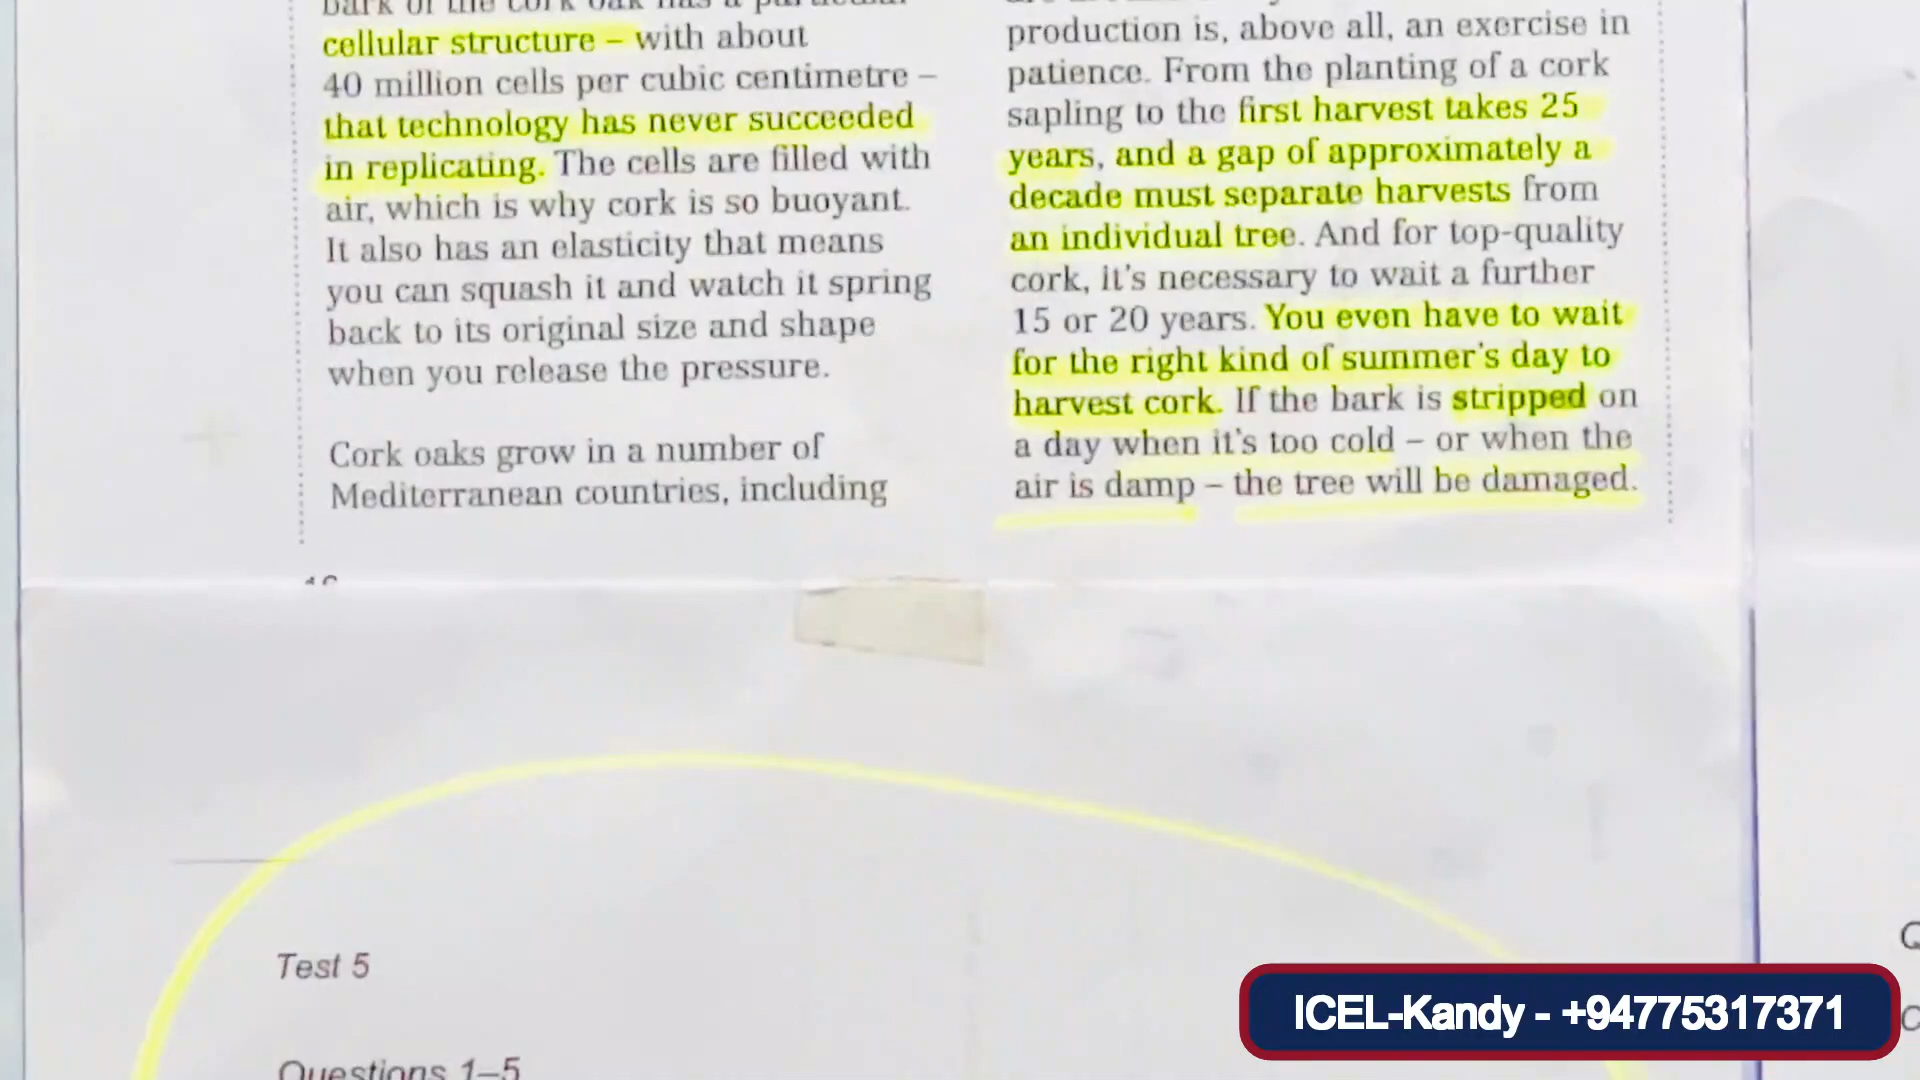 bark of the cork oak has a particular
cellular structure – with about
40 million cells per cubic centimetre –
that technology has never succeeded
in replicating. The cells are filled with
air, which is why cork is so buoyant.
It also has an elasticity that means
you can squash it and watch it spring
back to its original size and shape
when you release the pressure.
Cork oaks grow in a number of
Mediterranean countries, including
production is, above all, an exercise in
patience. From the planting of a cork
sapling to the first harvest takes 25
years, and a gap of approximately a
decade must separate harvests from
an individual tree. And for top-quality
cork, it's necessary to wait a further
15 or 20 years. You even have to wait
for the right kind of summer's day to
harvest cork. If the bark is stripped on
a day when it's too cold – or when the
air is damp – the tree will be damaged.
Test 5
Questions 1–5
ICEL-Kandy - +94775317371